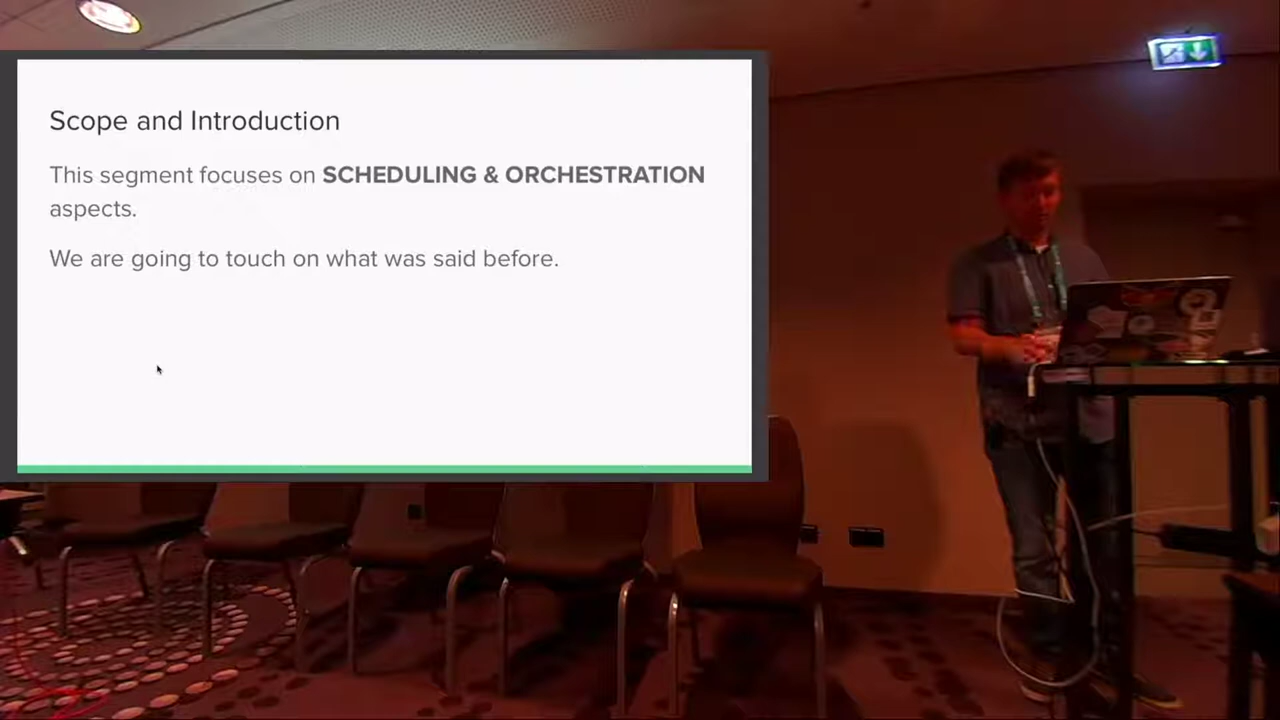 Scope and Introduction
This segment focuses on SCHEDULING & ORCHESTRATION
aspects.
We are going to touch on what was said before.